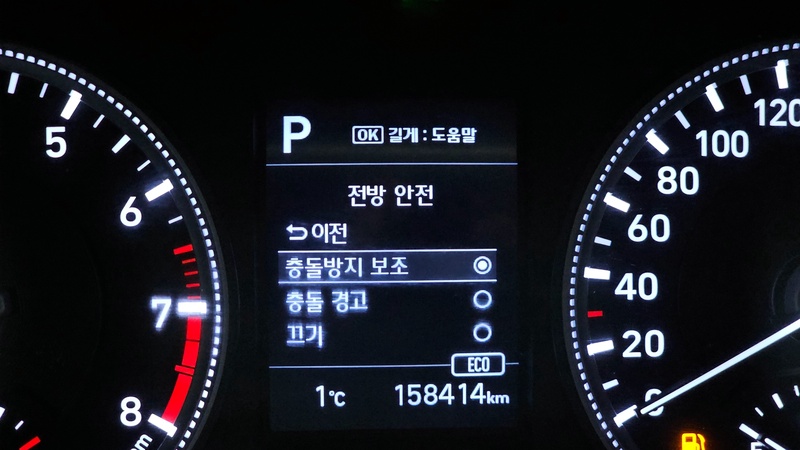 5
6
7
8
P
OK 길게 : 도움말
전방 안전
이전
충돌방지 보조
충돌 경고
끄기
ECO
1℃
158414km
120
100
80
60
40
20
0